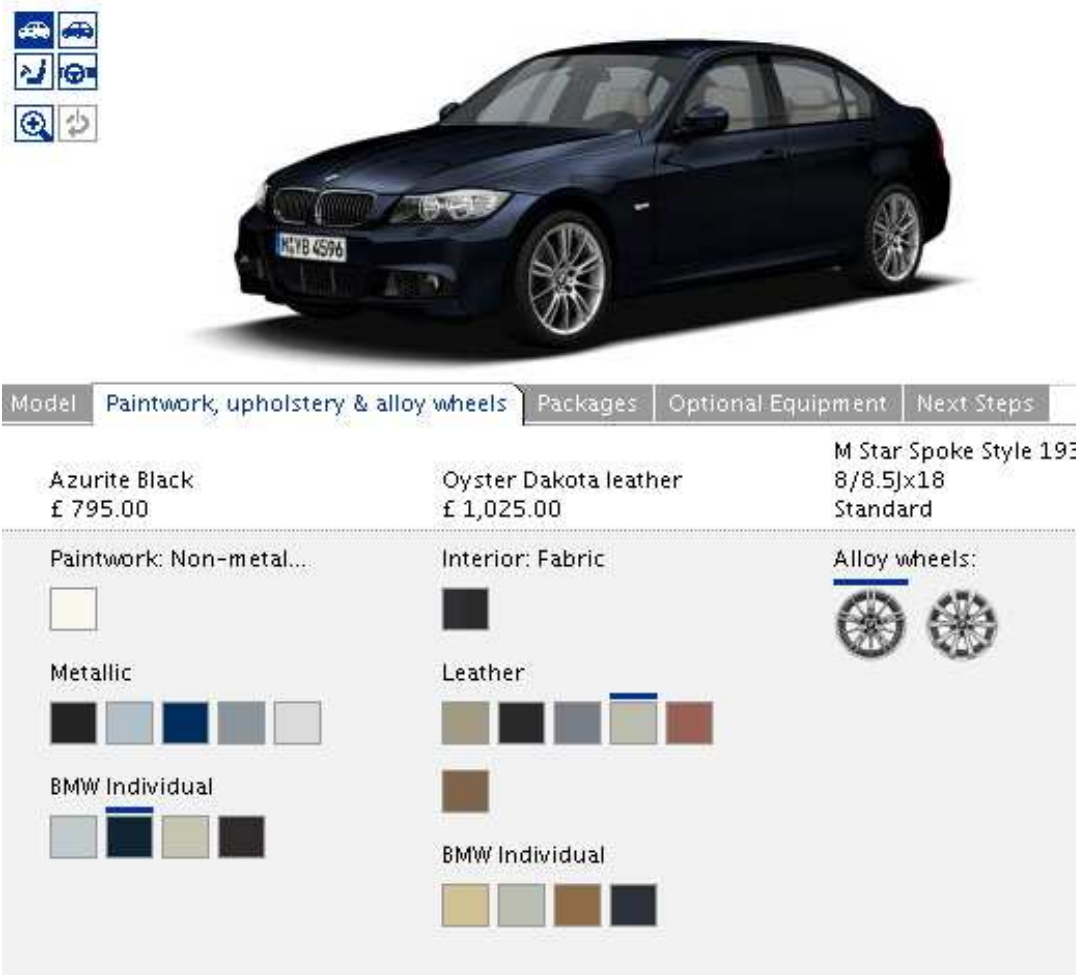 M:YB 4596
Model
Paintwork, upholstery & alloy wheels
Packages
Optional Equipment
Next Steps
Azurite Black
£ 795.00
Oyster Dakota leather
£ 1,025.00
M Star Spoke Style 193
8/8.5Jx18
Standard
Paintwork: Non-metal...
Metallic
BMW Individual
Interior: Fabric
Leather
BMW Individual
Alloy wheels: